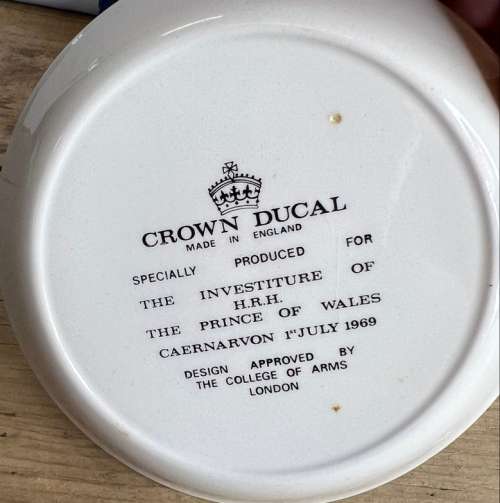 CROWN DUCAL
MADE IN ENGLAND
SPECIALLY PRODUCED FOR
THE INVESTITURE OF
H.R.H.
THE PRINCE OF WALES
CAERNARVON 1st JULY 1969
DESIGN APPROVED BY
THE COLLEGE OF ARMS
LONDON